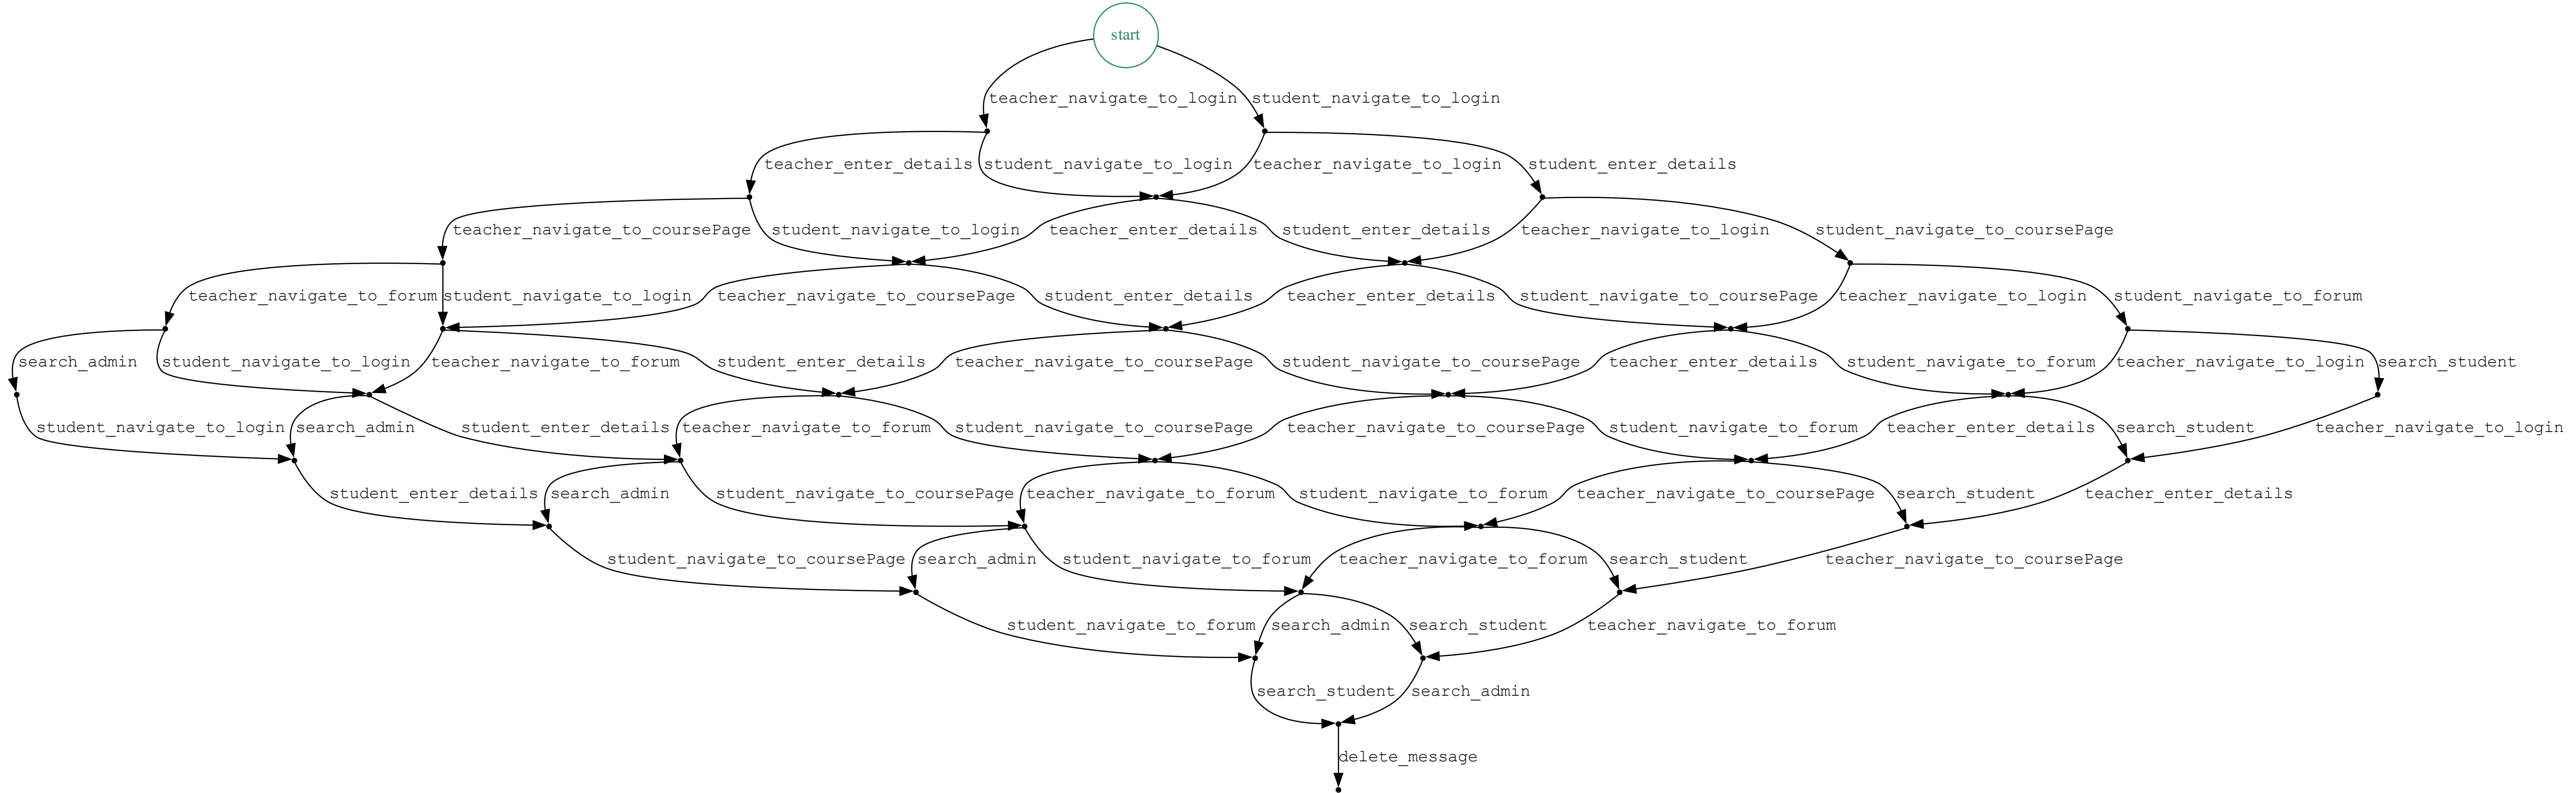 start
teacher_navigate_to_login student_navigate_to_login
teacher_enter_details student_navigate_to_login teacher_navigate_to_login student_enter_details
teacher_navigate_to_coursePage student_navigate_to_login teacher_enter_details student_enter_details teacher_navigate_to_login student_navigate_to_coursePage
teacher_navigate_to_forum student_navigate_to_login teacher_navigate_to_coursePage student_enter_details teacher_enter_details student_navigate_to_coursePage teacher_navigate_to_login student_navigate_to_forum
search_admin student_navigate_to_login teacher_navigate_to_forum student_enter_details teacher_navigate_to_coursePage student_navigate_to_coursePage teacher_enter_details student_navigate_to_forum teacher_navigate_to_login search_student
student_navigate_to_login search_admin student_enter_details teacher_navigate_to_forum student_navigate_to_coursePage teacher_navigate_to_coursePage student_navigate_to_forum teacher_enter_details search_student teacher_navigate_to_login
student_enter_details search_admin student_navigate_to_coursePage teacher_navigate_to_forum student_navigate_to_forum teacher_navigate_to_coursePage search_student teacher_enter_details
student_navigate_to_coursePage search_admin student_navigate_to_forum teacher_navigate_to_forum search_student teacher_navigate_to_coursePage
student_navigate_to_forum search_admin search_student teacher_navigate_to_forum
search_student search_admin
delete_message